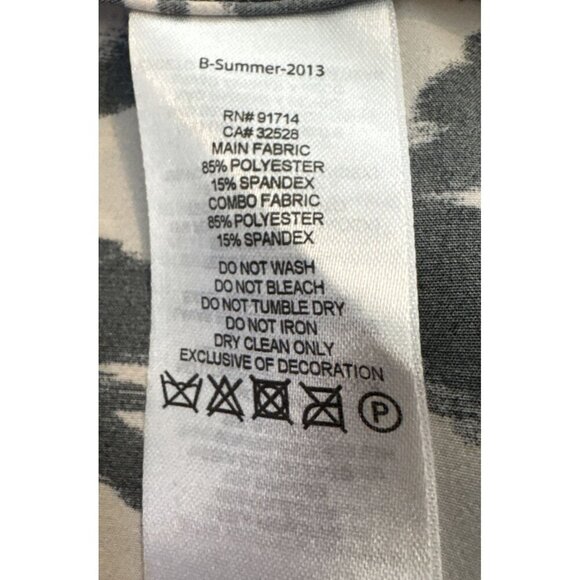 B-Summer-2013
RN# 91714
CA# 32528
MAIN FABRIC
85% POLYESTER
15% SPANDEX
COMBO FABRIC
85% POLYESTER
15% SPANDEX
DO NOT WASH
DO NOT BLEACH
DO NOT TUMBLE DRY
DO NOT IRON
DRY CLEAN ONLY
EXCLUSIVE OF DECORATION
P